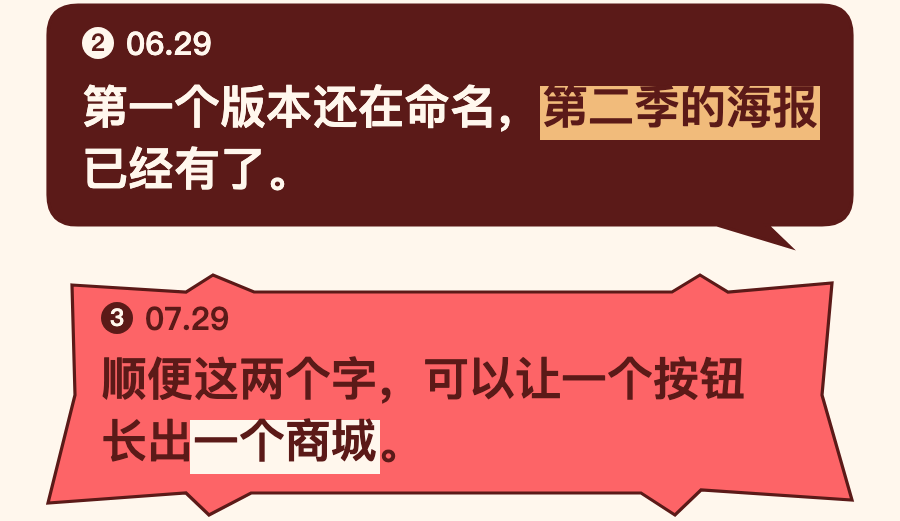 ❷ 06.29
第一个版本还在命名，第二季的海报
已经有了。
❸ 07.29
顺便这两个字，可以让一个按钮
长出一个商城。